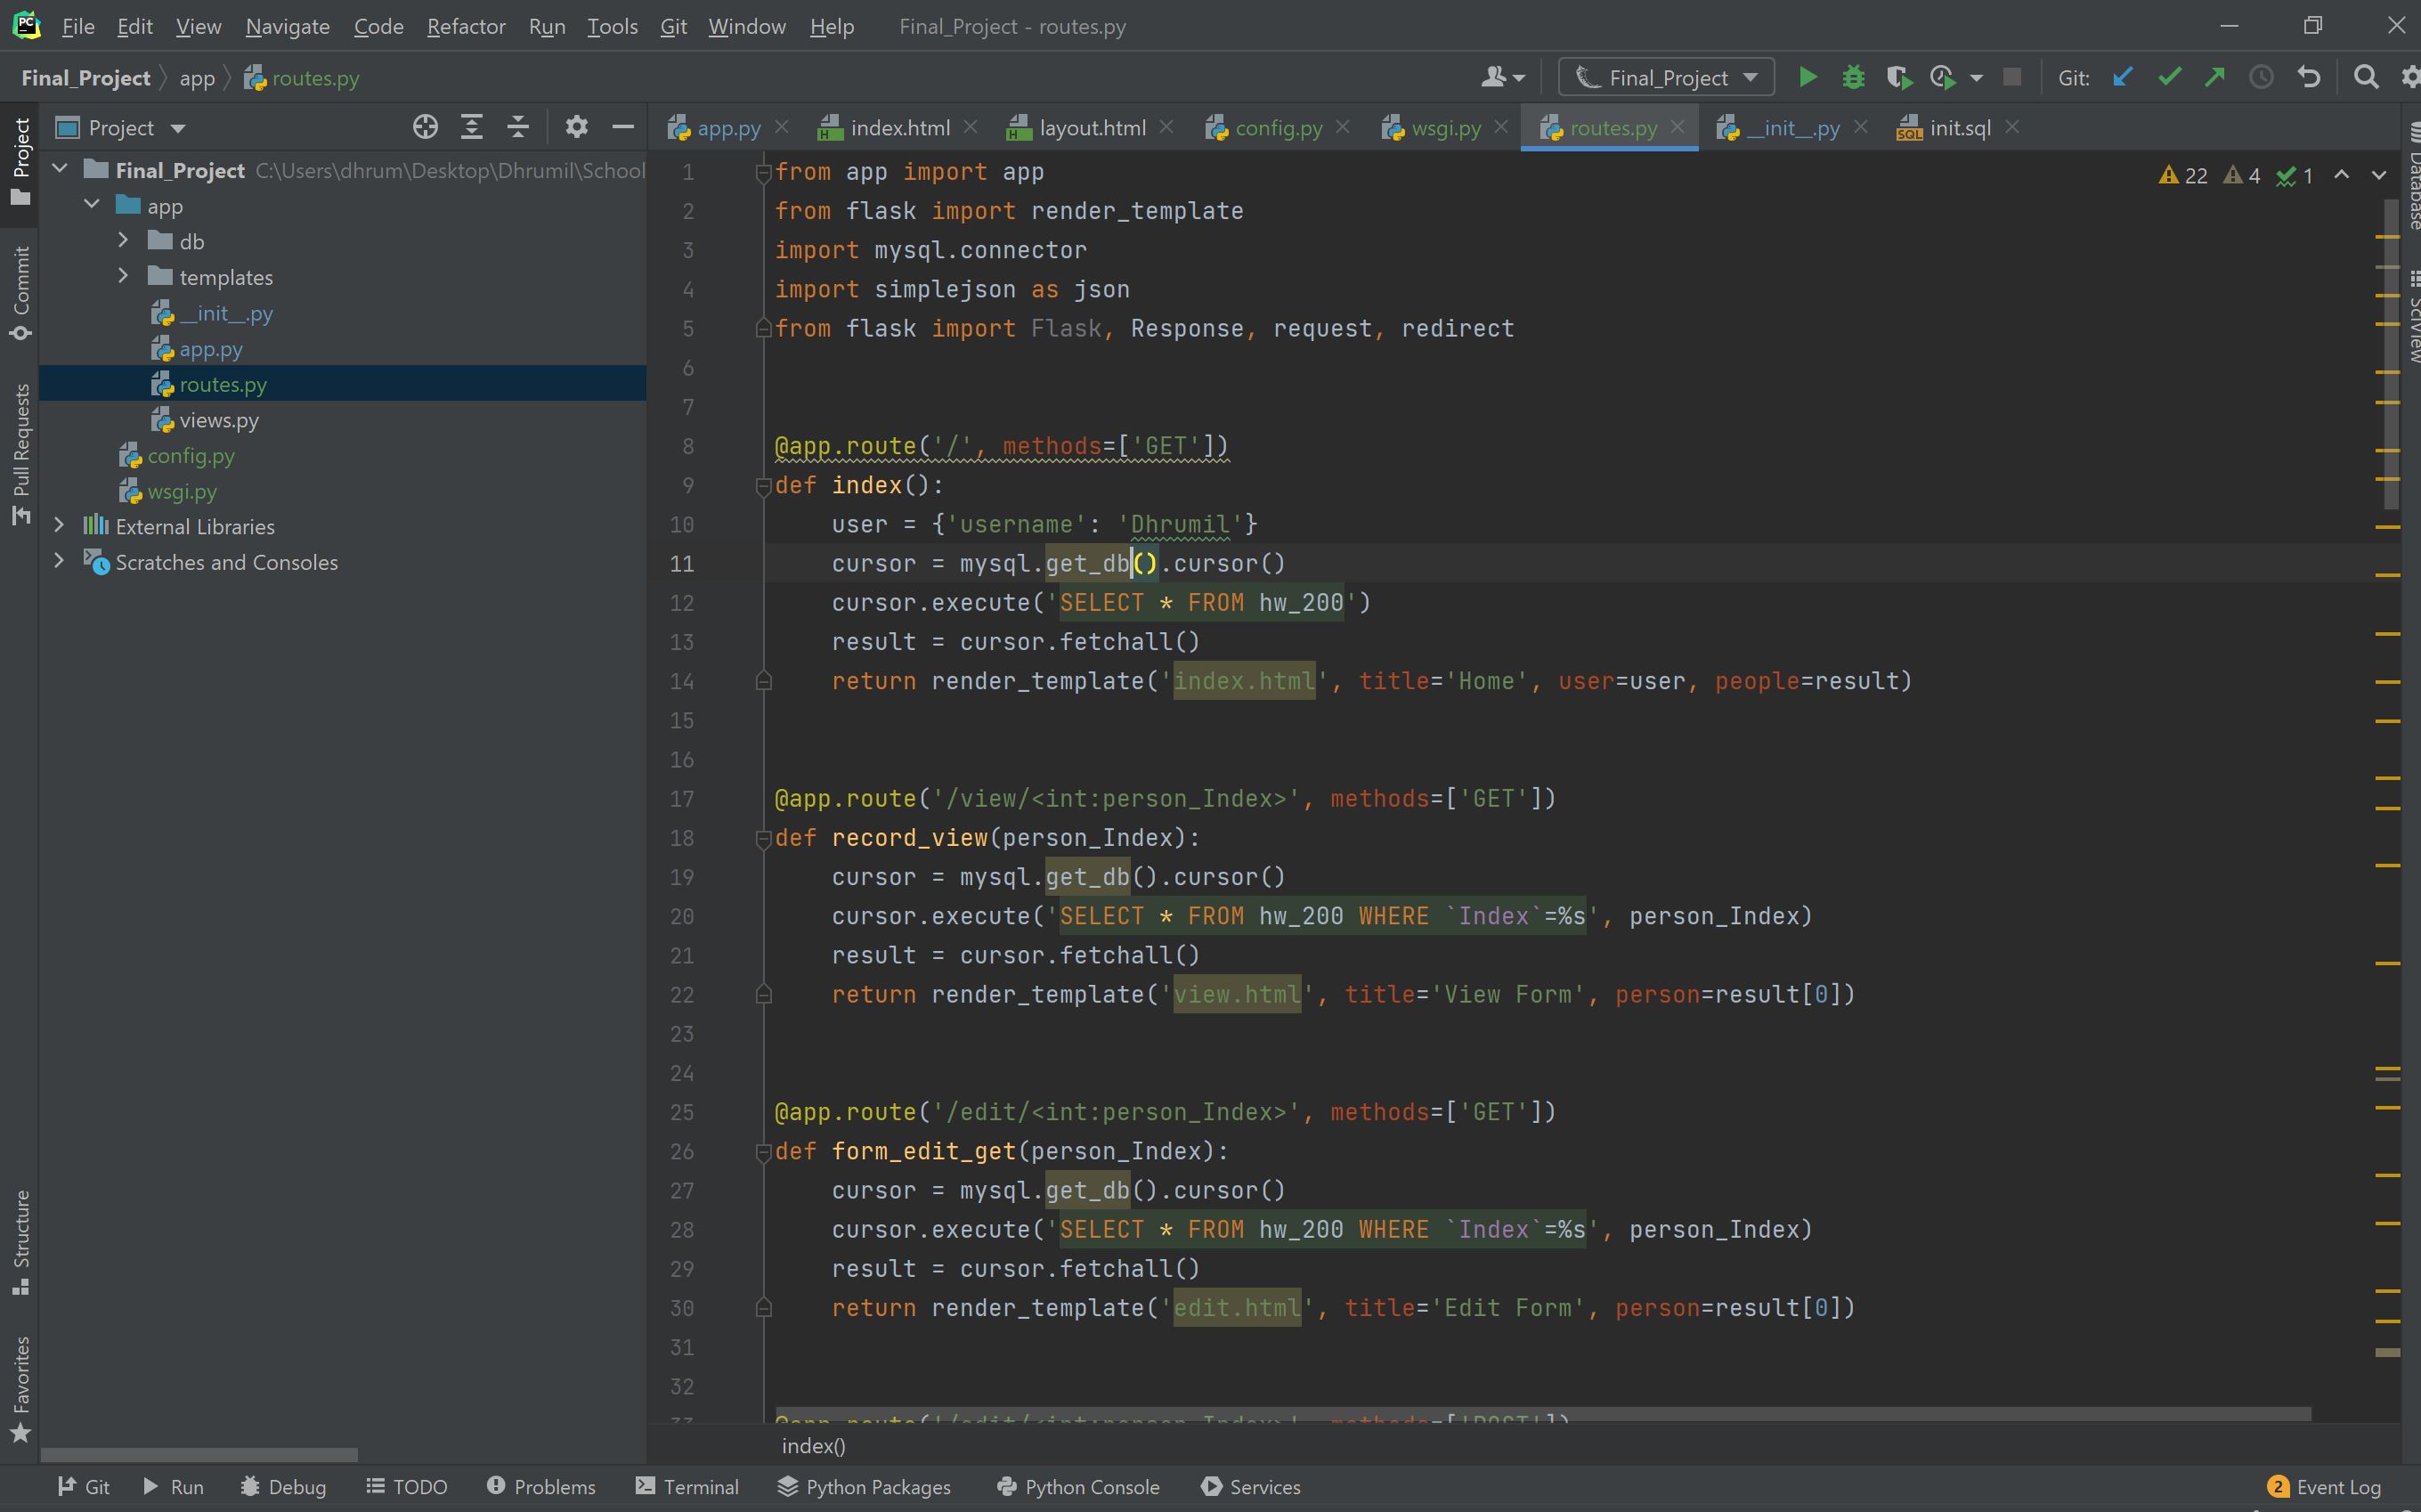 File Edit View Navigate Code Refactor Run Tools Git Window Help Final_Project - routes.py
Final_Project app routes.py
Final_Project Git:
Project
Project
Commit
Pull Requests
Structure
Favorites
Final_Project C:\Users\dhrum\Desktop\Dhrumil\School
app
db
templates
__init__.py
app.py
routes.py
views.py
config.py
wsgi.py
External Libraries
Scratches and Consoles
app.py index.html layout.html config.py wsgi.py routes.py __init__.py init.sql
22 4 1
1 from app import app
2 from flask import render_template
3 import mysql.connector
4 import simplejson as json
5 from flask import Flask, Response, request, redirect
6
7
8 @app.route('/', methods=['GET'])
9 def index():
10 user = {'username': 'Dhrumil'}
11 cursor = mysql.get_db().cursor()
12 cursor.execute('SELECT * FROM hw_200')
13 result = cursor.fetchall()
14 return render_template('index.html', title='Home', user=user, people=result)
15
16
17 @app.route('/view/<int:person_Index>', methods=['GET'])
18 def record_view(person_Index):
19 cursor = mysql.get_db().cursor()
20 cursor.execute('SELECT * FROM hw_200 WHERE `Index`=%s', person_Index)
21 result = cursor.fetchall()
22 return render_template('view.html', title='View Form', person=result[0])
23
24
25 @app.route('/edit/<int:person_Index>', methods=['GET'])
26 def form_edit_get(person_Index):
27 cursor = mysql.get_db().cursor()
28 cursor.execute('SELECT * FROM hw_200 WHERE `Index`=%s', person_Index)
29 result = cursor.fetchall()
30 return render_template('edit.html', title='Edit Form', person=result[0])
31
32
33 @app.route('/edit/<int:person_Index>', methods=['POST'])
index()
Database
SciView
Git Run Debug TODO Problems Terminal Python Packages Python Console Services 2 Event Log